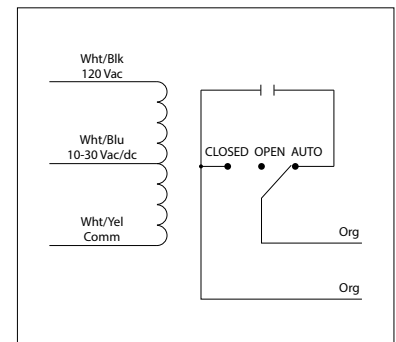 Wht/Blk
120 Vac
Wht/Blu
10-30 Vac/dc
Wht/Yel
Comm
CLOSED OPEN AUTO
Org
Org